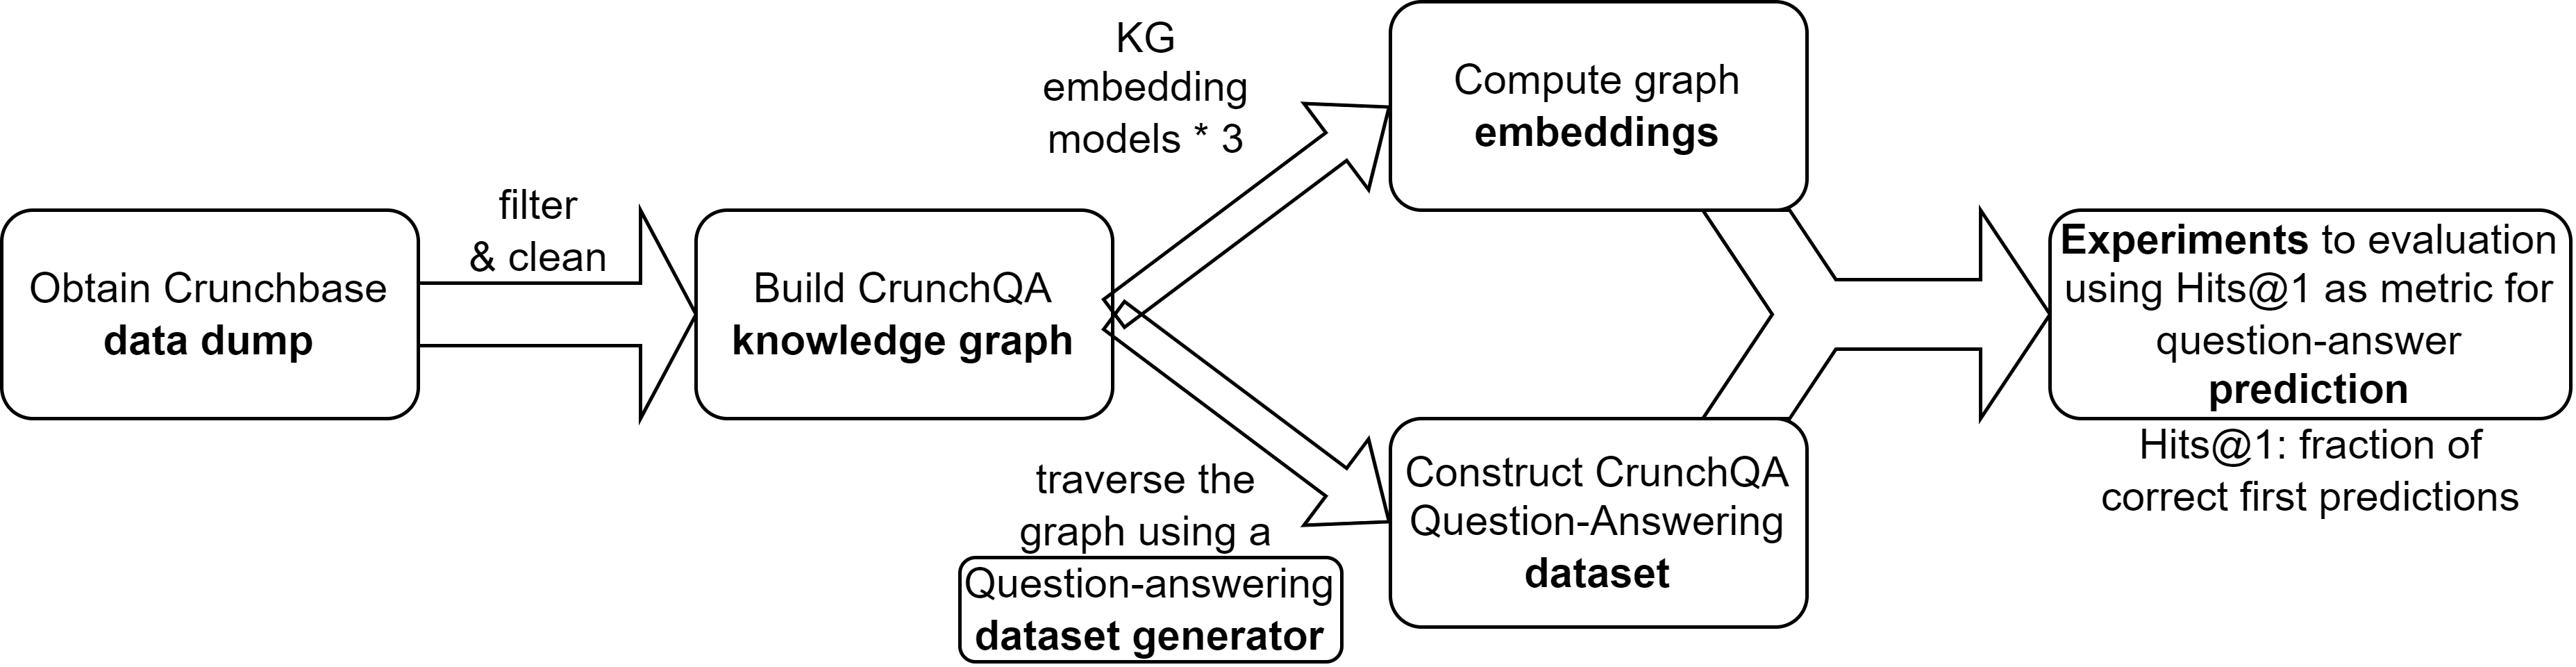 Obtain Crunchbase
data dump
filter
& clean
Build CrunchQA
knowledge graph
KG
embedding
models * 3
Compute graph
embeddings
traverse the
graph using a
Question-answering
dataset generator
Construct CrunchQA
Question-Answering
dataset
Experiments to evaluation
using Hits@1 as metric for
question-answer
prediction
Hits@1: fraction of
correct first predictions